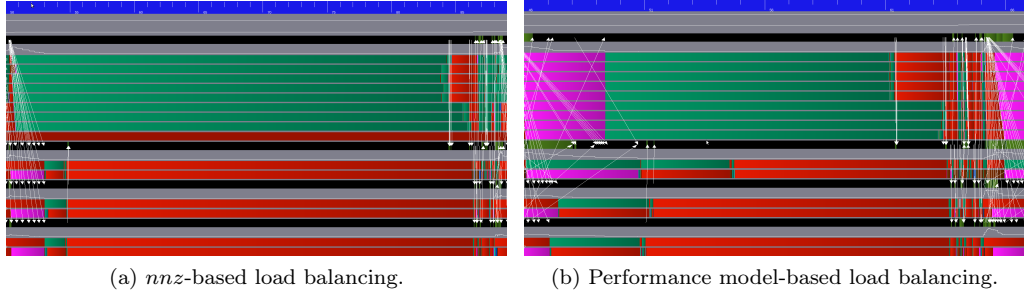 (a) nnz-based load balancing.
(b) Performance model-based load balancing.